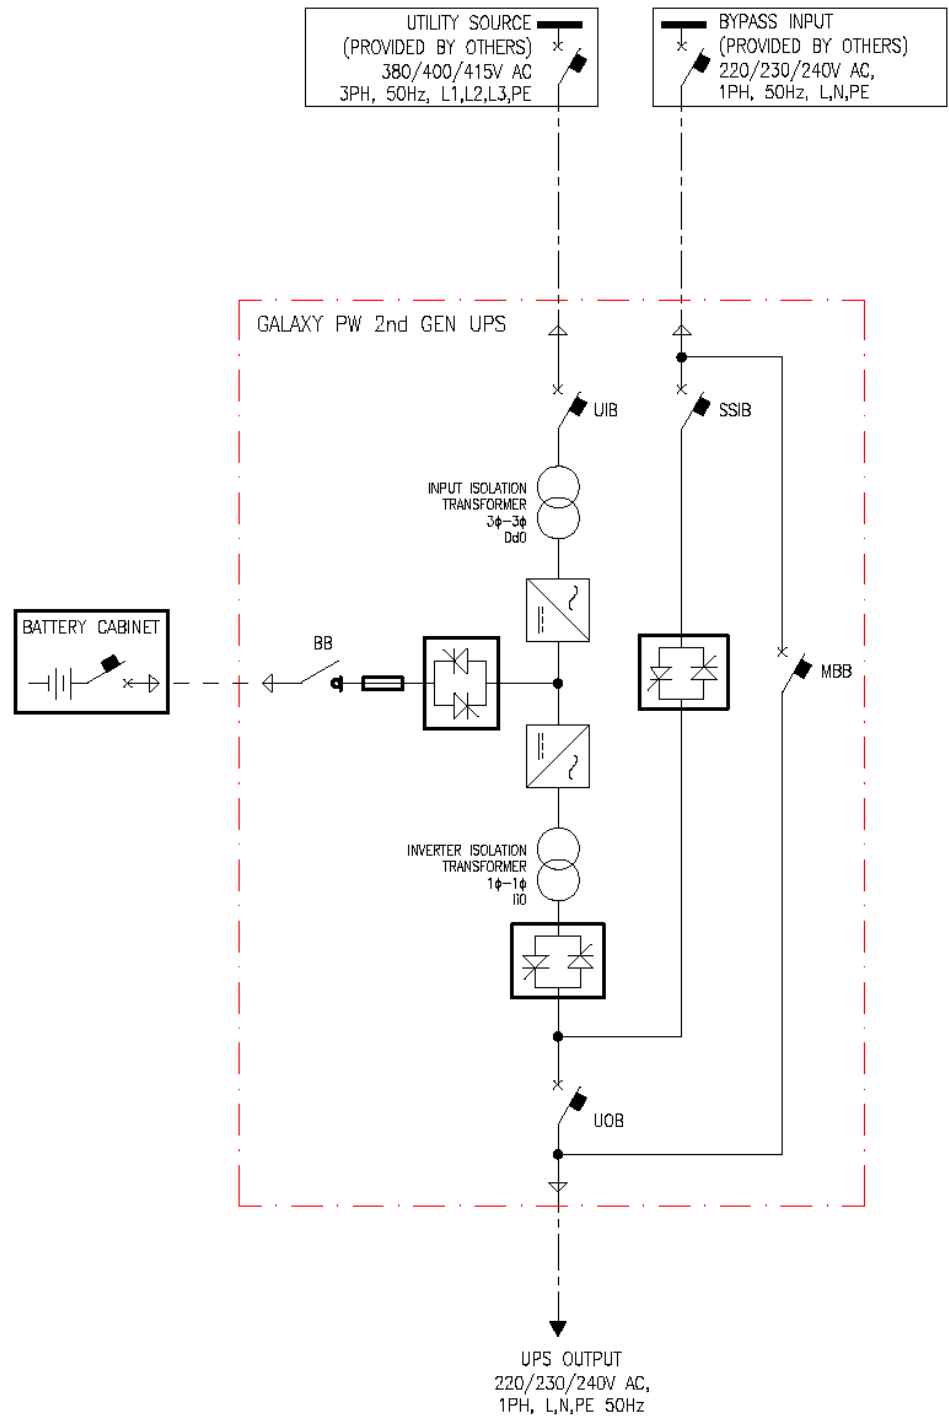 UTILITY SOURCE
(PROVIDED BY OTHERS)
380/400/415V AC
3PH, 50Hz, L1,L2,L3,PE
BYPASS INPUT
(PROVIDED BY OTHERS)
220/230/240V AC,
1PH, 50Hz, L,N,PE
GALAXY PW 2nd GEN UPS
UIB
SSIB
INPUT ISOLATION
TRANSFORMER
3ϕ-3ϕ
Dd0
BATTERY CABINET
BB
MBB
INVERTER ISOLATION
TRANSFORMER
1ϕ-1ϕ
Ii0
UOB
UPS OUTPUT
220/230/240V AC,
1PH, L,N,PE 50Hz